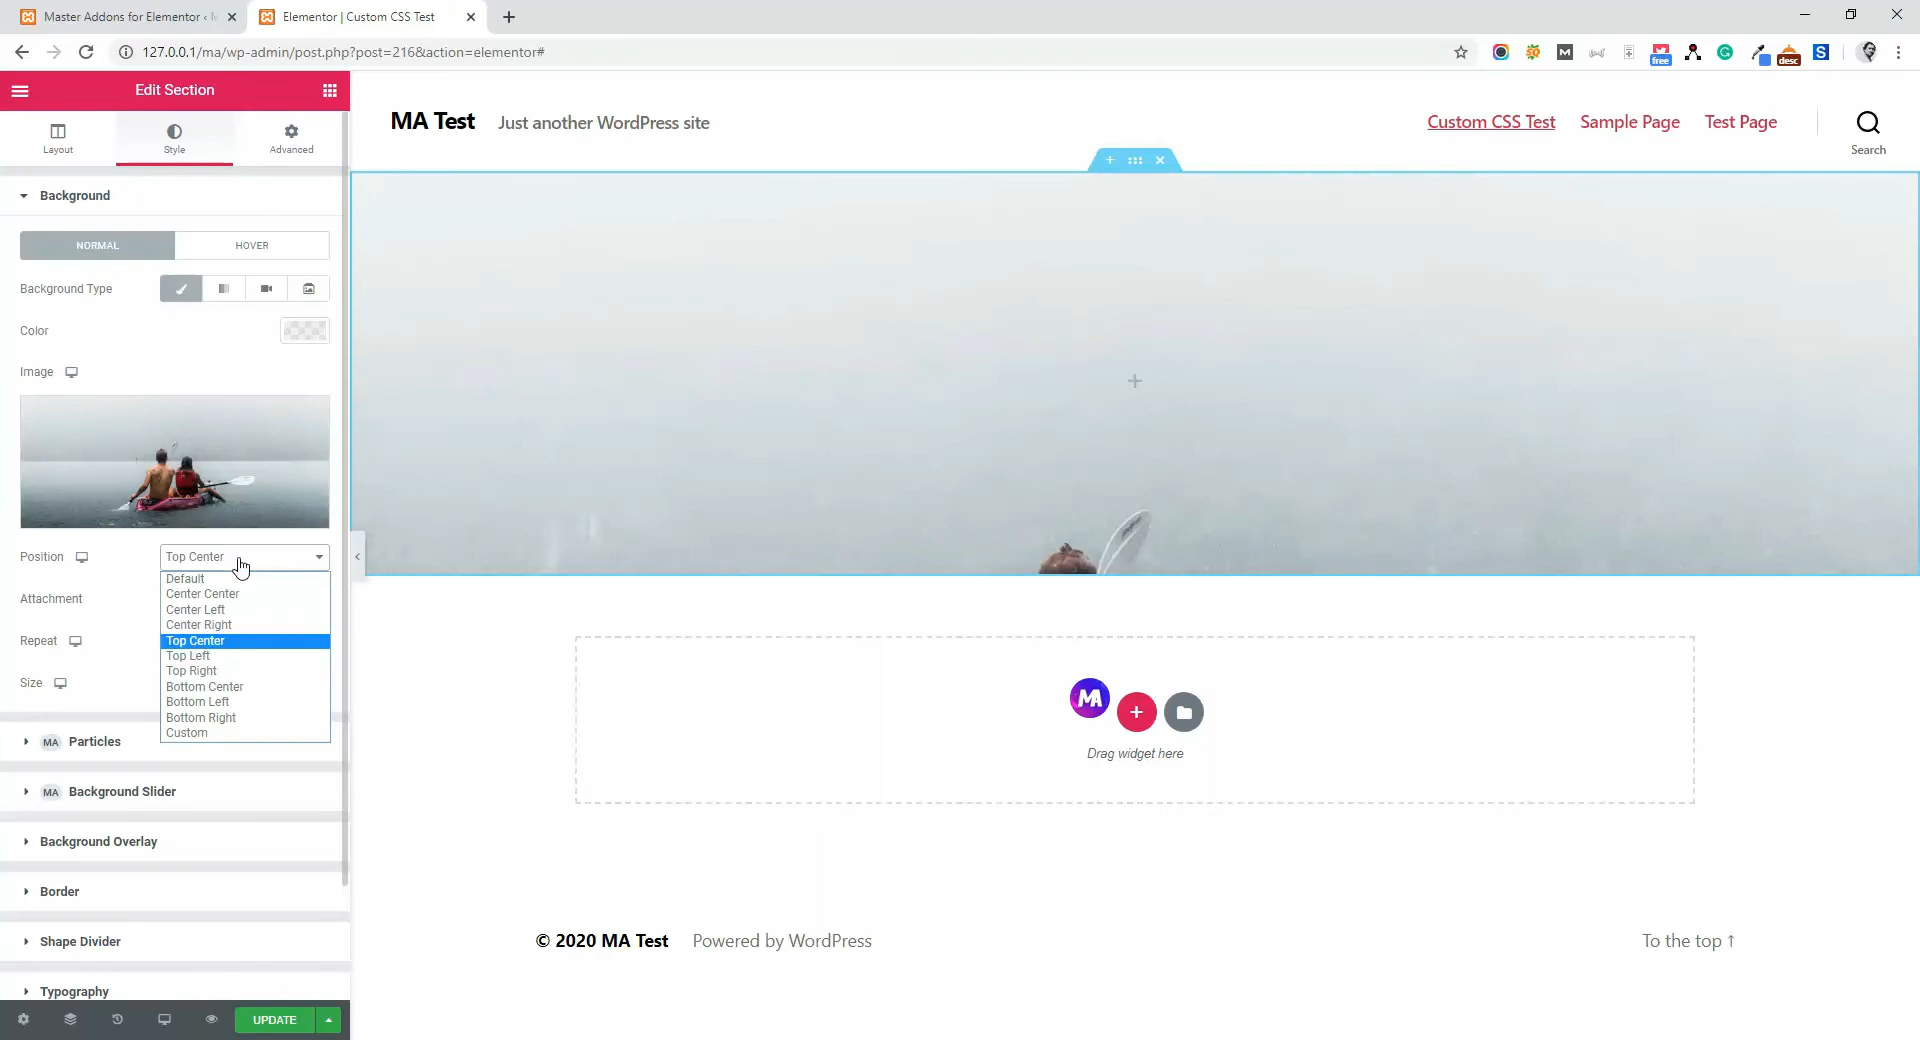 Master Addons for Elementor ‹
Elementor | Custom CSS Test
127.0.0.1/ma/wp-admin/post.php?post=216&action=elementor#
free
desc
Edit Section
Layout
Style
Advanced
Background
NORMAL
HOVER
Background Type
Color
Image
Position
Top Center
Default
Center Center
Center Left
Center Right
Top Center
Top Left
Top Right
Bottom Center
Bottom Left
Bottom Right
Custom
Attachment
Repeat
Size
MA Particles
MA Background Slider
Background Overlay
Border
Shape Divider
Typography
UPDATE
MA Test
Just another WordPress site
Custom CSS Test
Sample Page
Test Page
Search
MA
Drag widget here
© 2020 MA Test
Powered by WordPress
To the top ↑